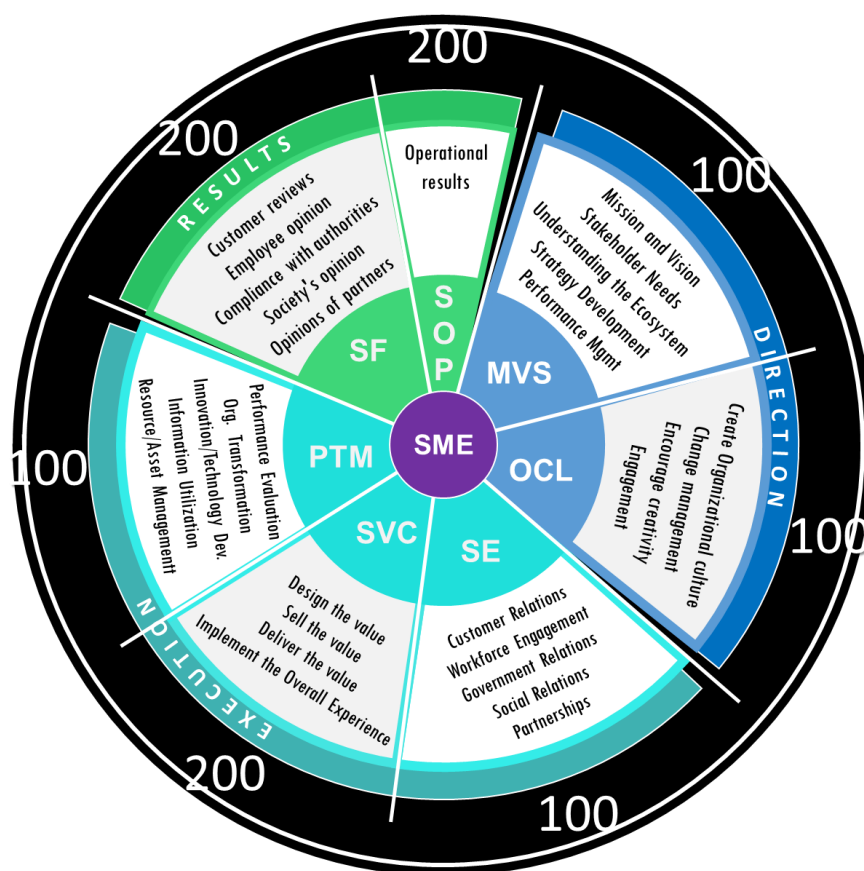 200
200
RESULTS
Operational
results
Customer reviews
Employee opinion
Compliance with authorities
Society's opinion
Opinions of partners
SF
SOP
100
DIRECTION
Mission and Vision
Stakeholder Needs
Understanding the Ecosystem
Strategy Development
Performance Mgmt
MVS
SME
OCL
Create Organizational culture
Change management
Encourage creativity
Engagement
100
PTM
Performance Evaluation
Org. Transformation
Innovation/Technology Dev.
Information Utilization
Resource/Asset Managementt
100
SVC
Design the value
Sell the value
Deliver the value
Implement the Overall Experience
EXECUTION
200
SE
Customer Relations
Workforce Engagement
Government Relations
Social Relations
Partnerships
100